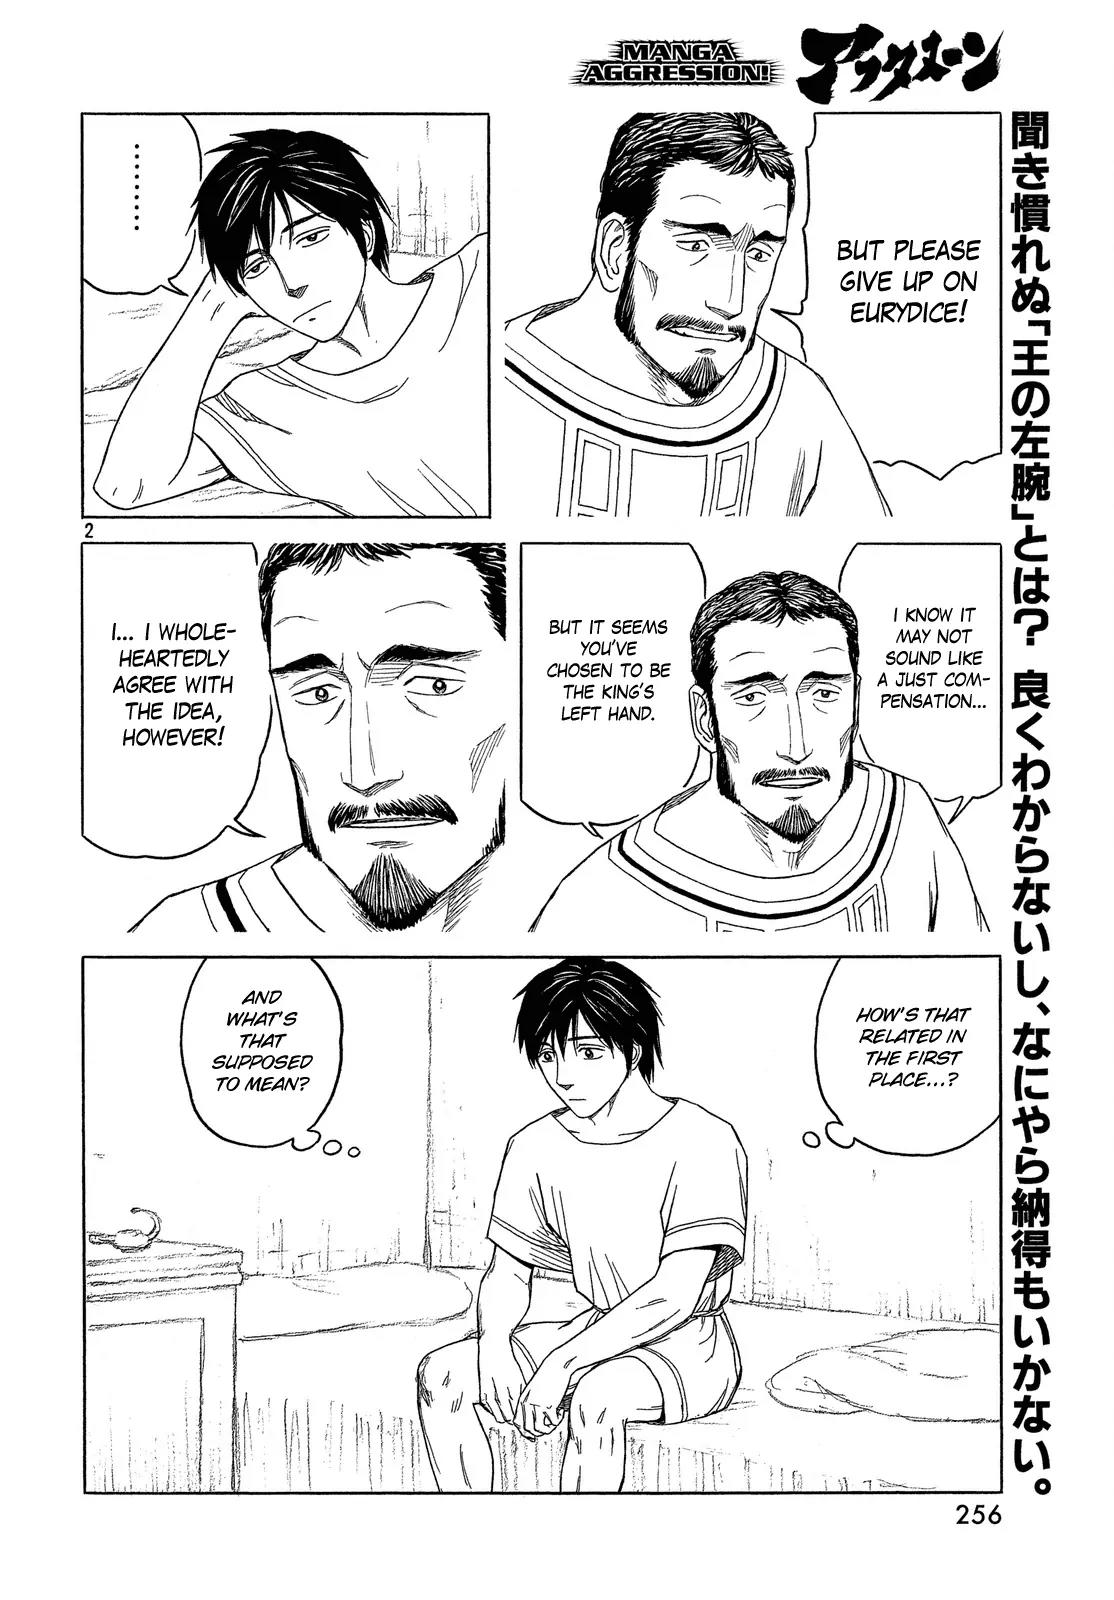 MANGA
AGGRESSION!
アフタヌーン
聞き慣れぬ「王の左腕」とは? 良くわからないし、なにやら納得もいかない。
BUT PLEASE
GIVE UP ON
EURYDICE!
.........
2
I KNOW IT
MAY NOT
SOUND LIKE
A JUST COM-
PENSATION...
BUT IT SEEMS
YOU'VE
CHOSEN TO BE
THE KING'S
LEFT HAND.
I... I WHOLE-
HEARTEDLY
AGREE WITH
THE IDEA,
HOWEVER!
HOW'S THAT
RELATED IN
THE FIRST
PLACE...?
AND
WHAT'S
THAT
SUPPOSED
TO MEAN?
256